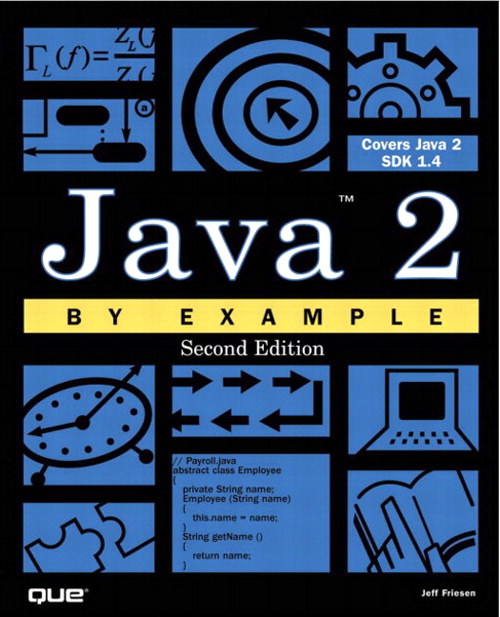 Γ_L(f)= Z_L(
Z
a
Covers Java 2
SDK 1.4
Java™ 2
BY EXAMPLE
Second Edition
// Payroll.java
abstract class Employee
{
private String name;
Employee (String name)
{
this.name = name;
}
String getName ()
{
return name;
}
QUE®
Jeff Friesen